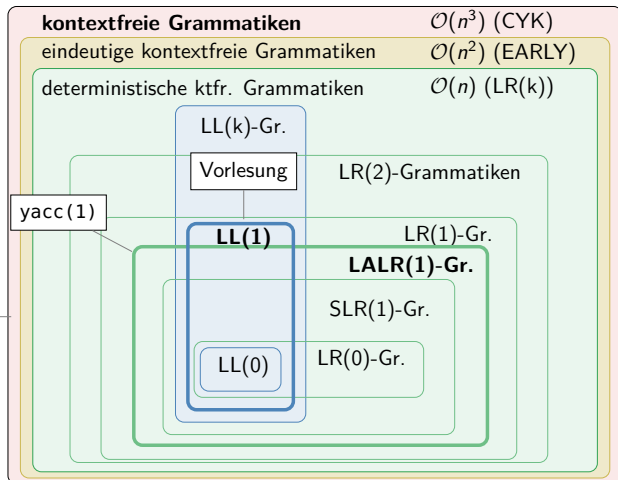 kontextfreie Grammatiken O(n³) (CYK)
eindeutige kontextfreie Grammatiken O(n²) (EARLY)
deterministische ktfr. Grammatiken O(n) (LR(k))
LL(k)-Gr.
Vorlesung
LR(2)-Grammatiken
yacc(1)
LL(1)
LR(1)-Gr.
LALR(1)-Gr.
SLR(1)-Gr.
LL(0)
LR(0)-Gr.